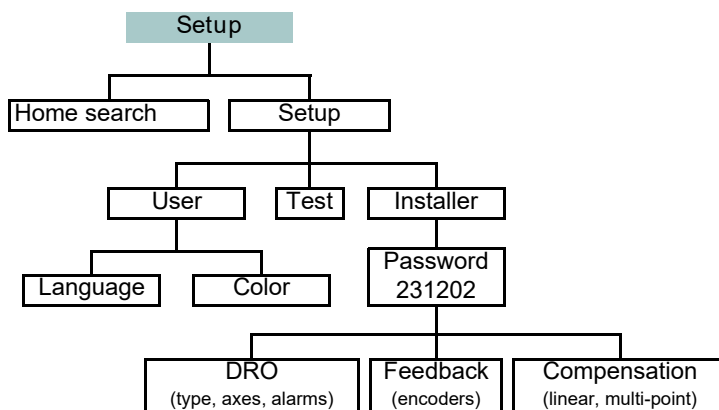 Setup
Home search
Setup
User
Test
Installer
Language
Color
Password
231202
DRO
(type, axes, alarms)
Feedback
(encoders)
Compensation
(linear, multi-point)